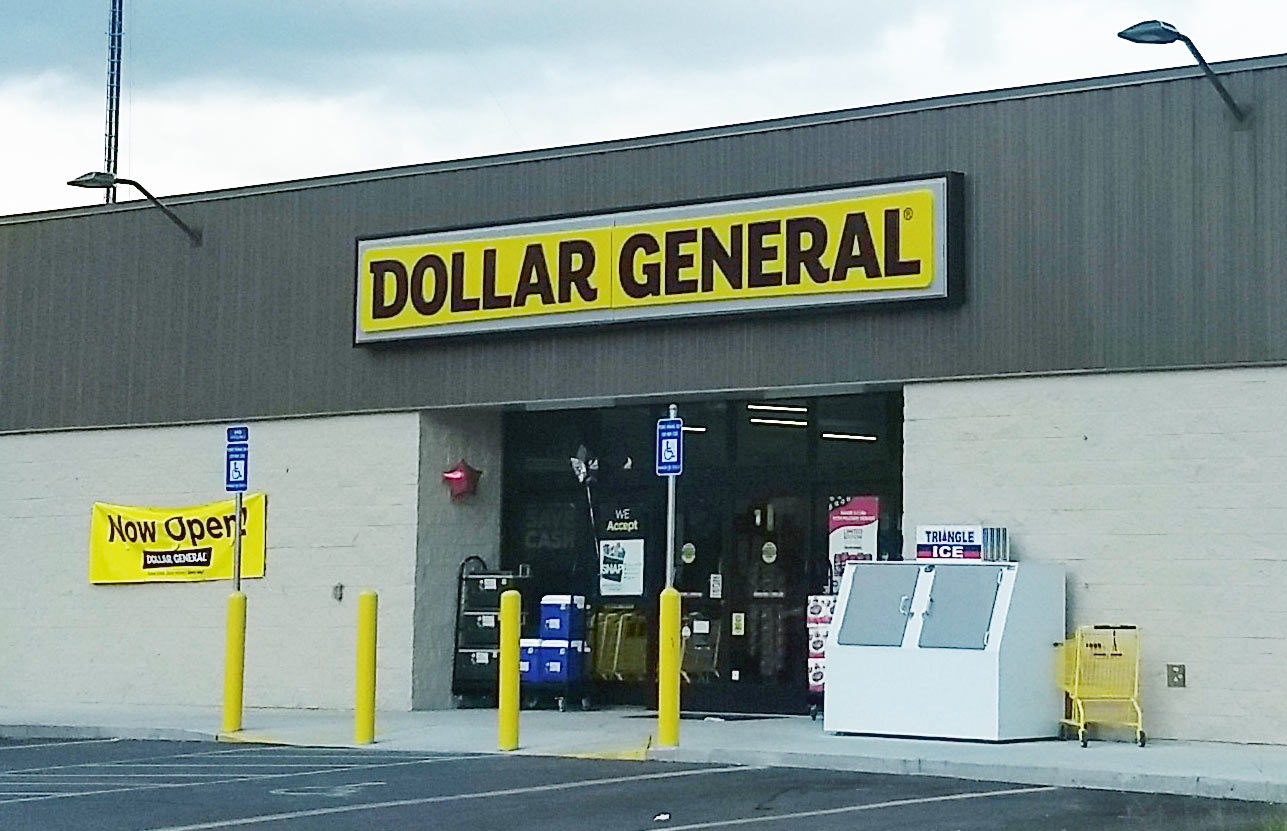 DOLLAR GENERAL®
Now Open!
DOLLAR GENERAL
WE
Accept
SNAP
TRIANGLE
ICE